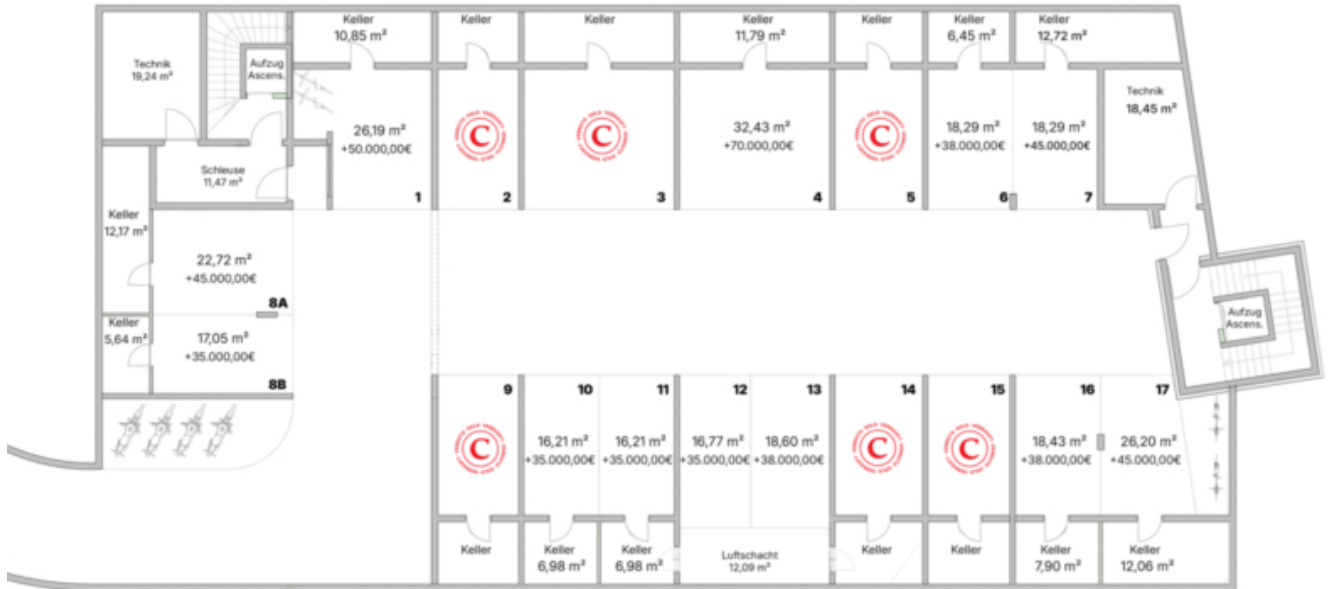 Keller
10,85 m²
Keller
Keller
Keller
11,79 m²
Keller
Keller
6,45 m²
Keller
12,72 m²
Technik
19,24 m²
Aufzug
Ascens.
26,19 m²
+50.000,00€
1
C
2
C
3
32,43 m²
+70.000,00€
4
C
5
18,29 m²
+38.000,00€
6
18,29 m²
+45.000,00€
7
Technik
18,45 m²
Schleuse
11,47 m²
Keller
12,17 m²
22,72 m²
+45.000,00€
8A
Keller
5,64 m²
17,05 m²
+35.000,00€
8B
Aufzug
Ascens.
9
C
10
16,21 m²
+35.000,00€
11
16,21 m²
+35.000,00€
12
16,77 m²
+35.000,00€
13
18,60 m²
+38.000,00€
14
C
15
C
16
18,43 m²
+38.000,00€
17
26,20 m²
+45.000,00€
Keller
Keller
6,98 m²
Keller
6,98 m²
Luftschacht
12,09 m²
Keller
Keller
Keller
7,90 m²
Keller
12,06 m²